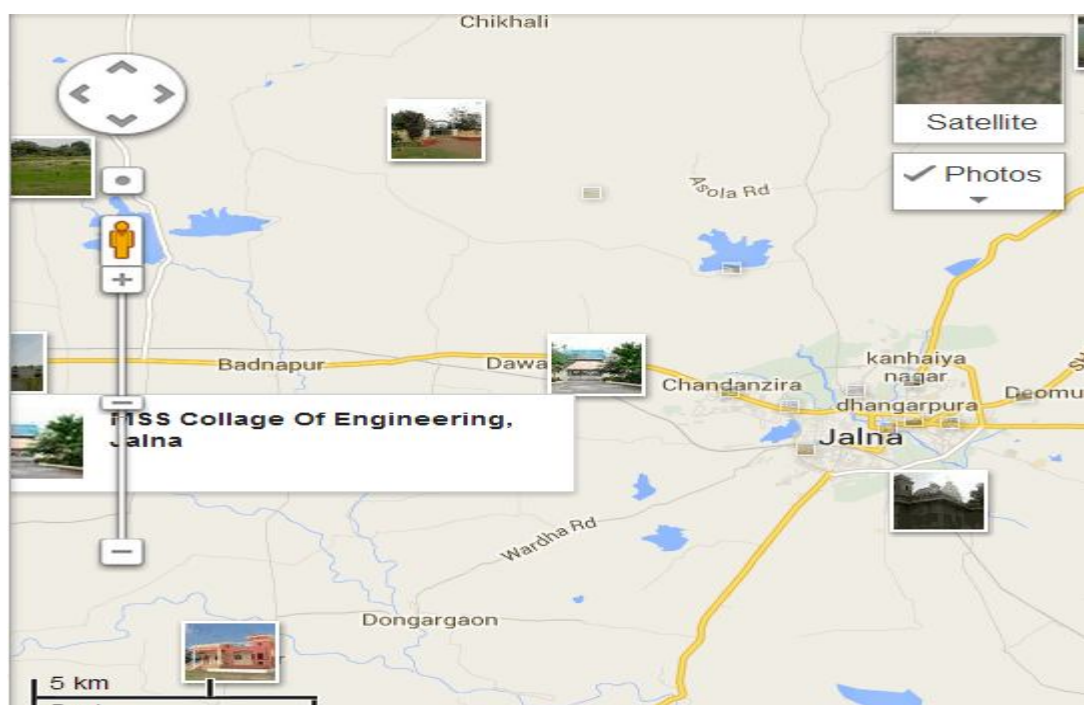 Chikhali
Satellite
Photos
Asola Rd
Badnapur
Dawa
kanhaiya
nagar
Chandanzira
Deomu
dhangarpura
MSS Collage Of Engineering,
Jalna
Jalna
Wardha Rd
Dongargaon
5 km